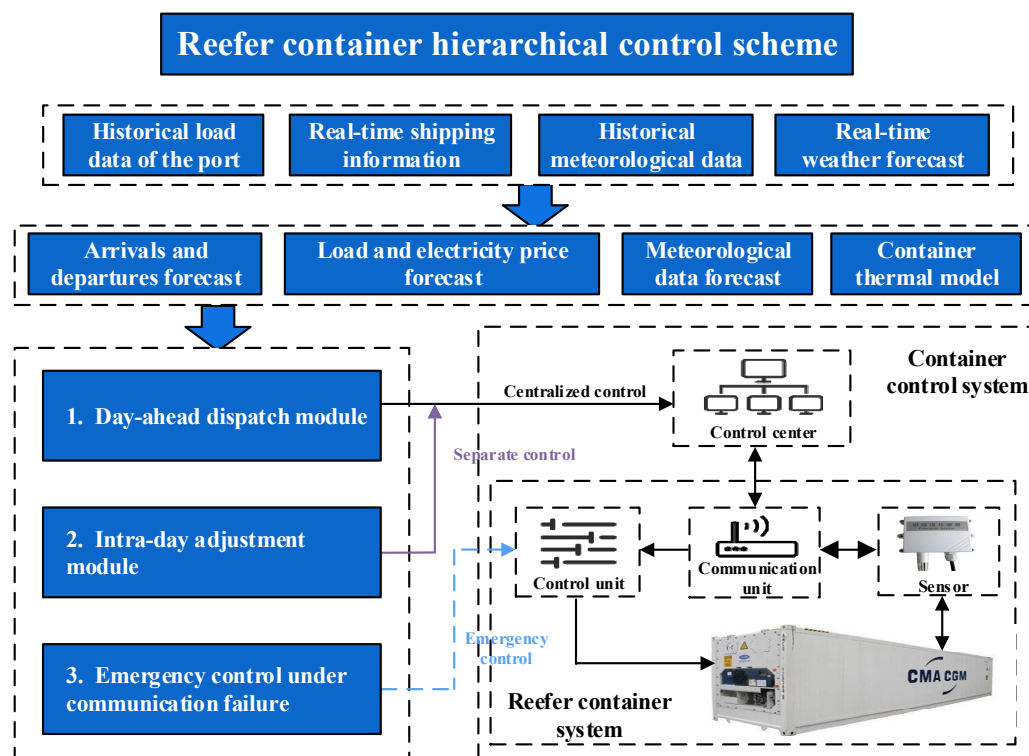 Reefer container hierarchical control scheme
Historical load
data of the port
Real-time shipping
information
Historical
meteorological data
Real-time
weather forecast
Arrivals and
departures forecast
Load and electricity price
forecast
Meteorological
data forecast
Container
thermal model
1. Day-ahead dispatch module
2. Intra-day adjustment
module
3. Emergency control under
communication failure
Centralized control
Separate control
Emergency
control
Container
control system
Control center
Control unit
Communication
unit
Sensor
Reefer container
system
CMA CGM